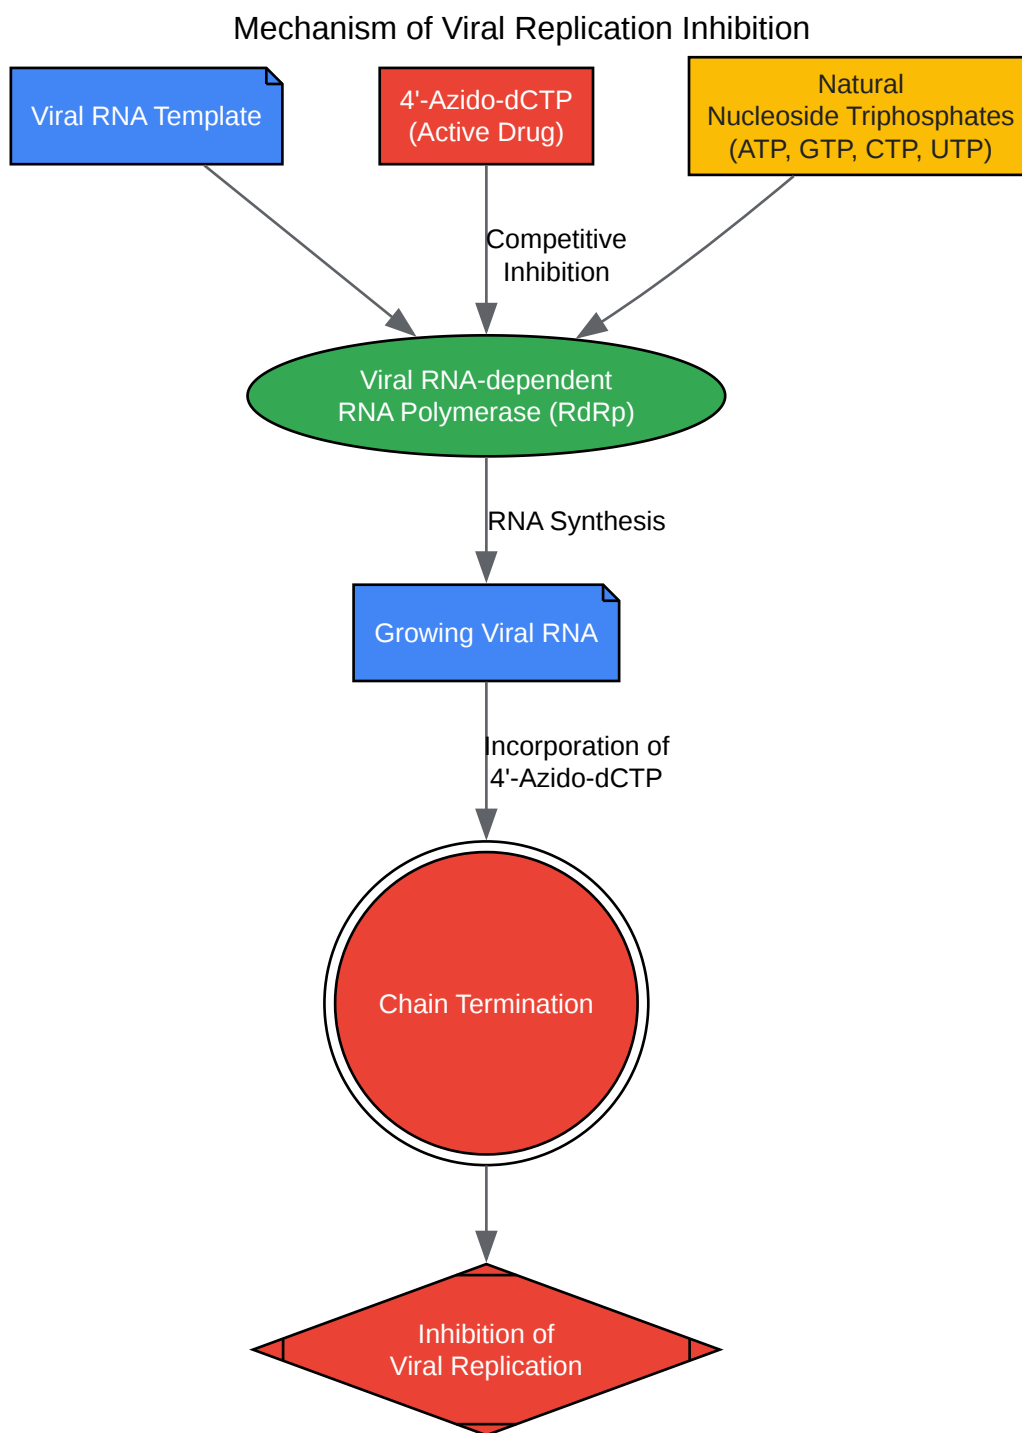 Mechanism of Viral Replication Inhibition
Viral RNA Template
4'-Azido-dCTP
(Active Drug)
Natural
Nucleoside Triphosphates
(ATP, GTP, CTP, UTP)
Competitive
Inhibition
Viral RNA-dependent
RNA Polymerase (RdRp)
RNA Synthesis
Growing Viral RNA
Incorporation of
4'-Azido-dCTP
Chain Termination
Inhibition of
Viral Replication